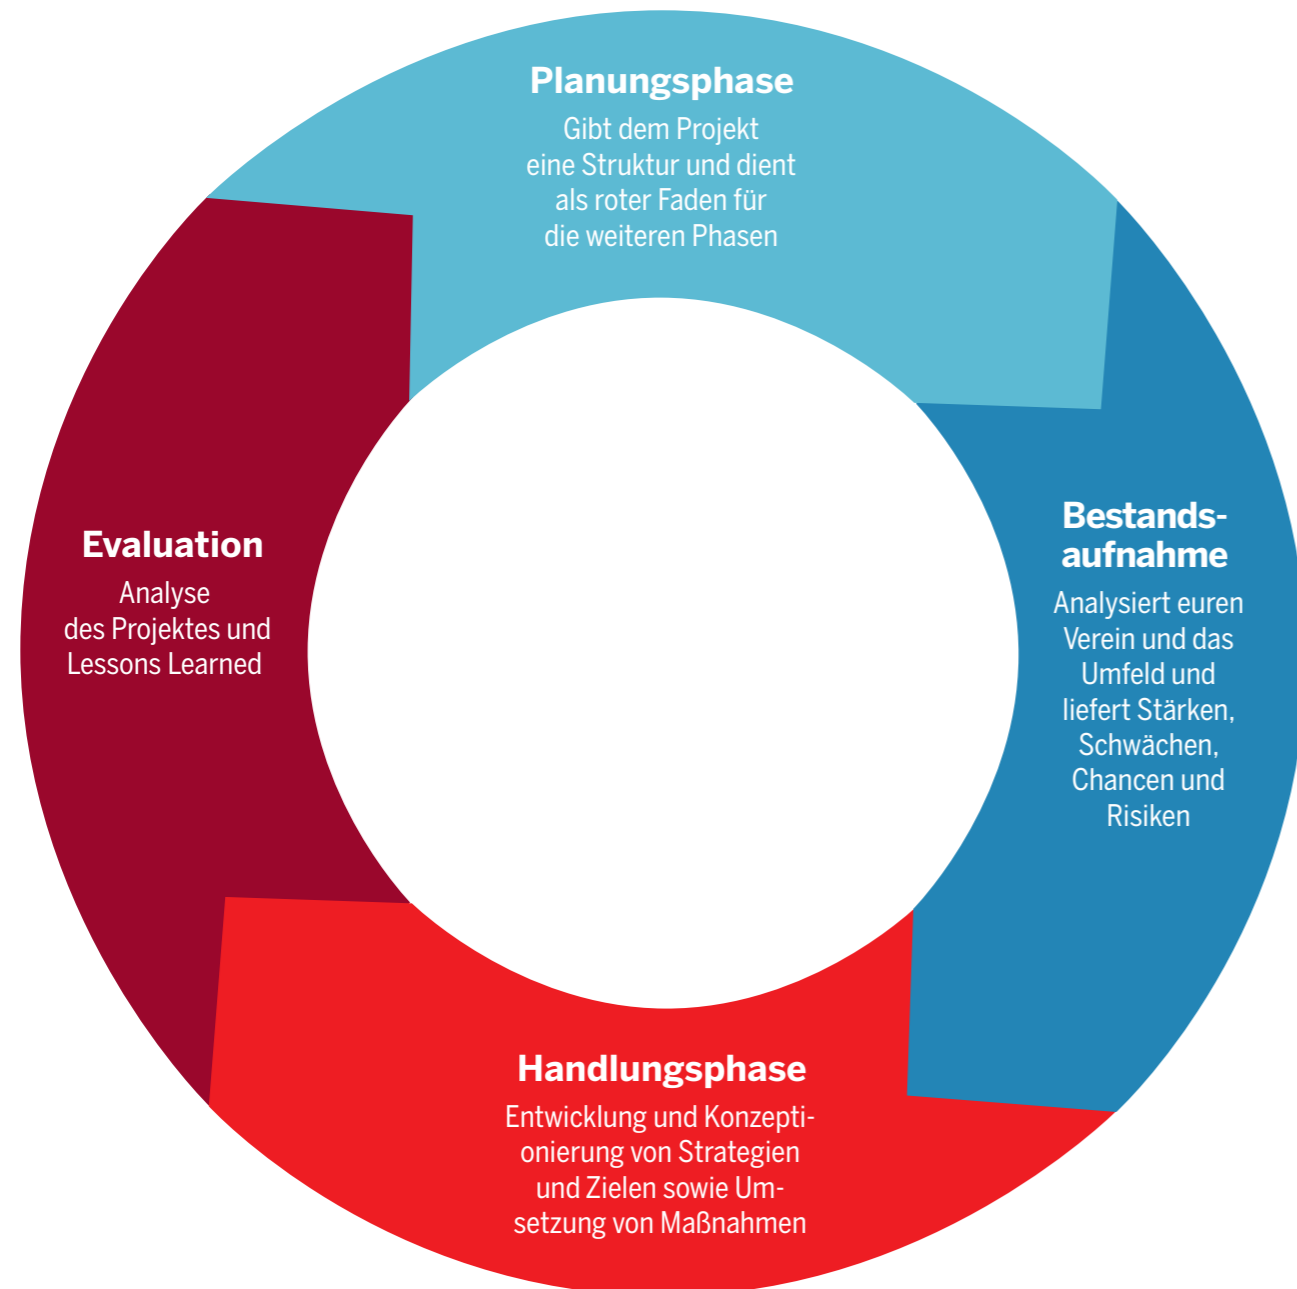 Planungsphase
Gibt dem Projekt
eine Struktur und dient
als roter Faden für
die weiteren Phasen
Bestands-
aufnahme
Analysiert euren
Verein und das
Umfeld und
liefert Stärken,
Schwächen,
Chancen und
Risiken
Handlungsphase
Entwicklung und Konzepti-
onierung von Strategien
und Zielen sowie Um-
setzung von Maßnahmen
Evaluation
Analyse
des Projektes und
Lessons Learned